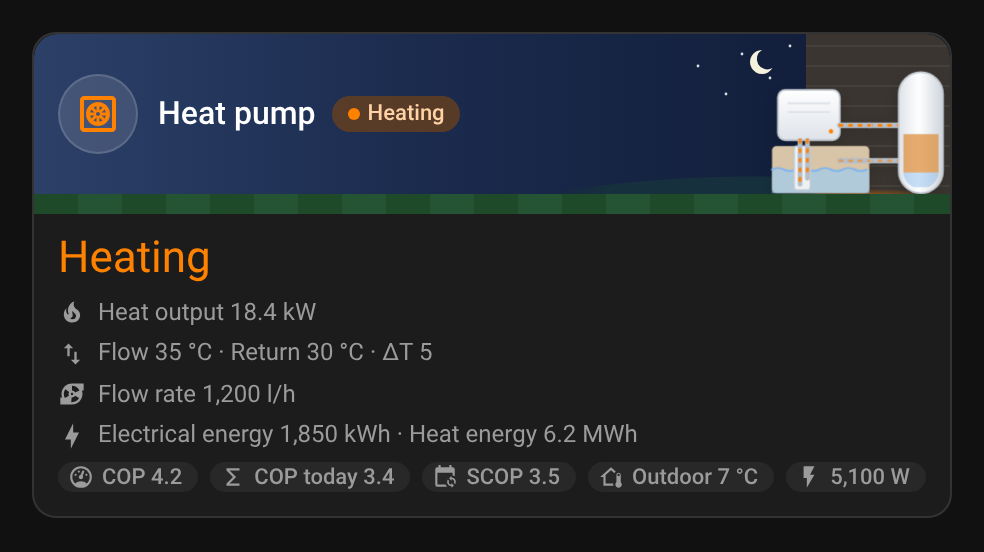 Heat pump
Heating
Heating
Heat output 18.4 kW
Flow 35 °C · Return 30 °C · ΔT 5
Flow rate 1,200 l/h
Electrical energy 1,850 kWh · Heat energy 6.2 MWh
COP 4.2 COP today 3.4 SCOP 3.5 Outdoor 7 °C 5,100 W